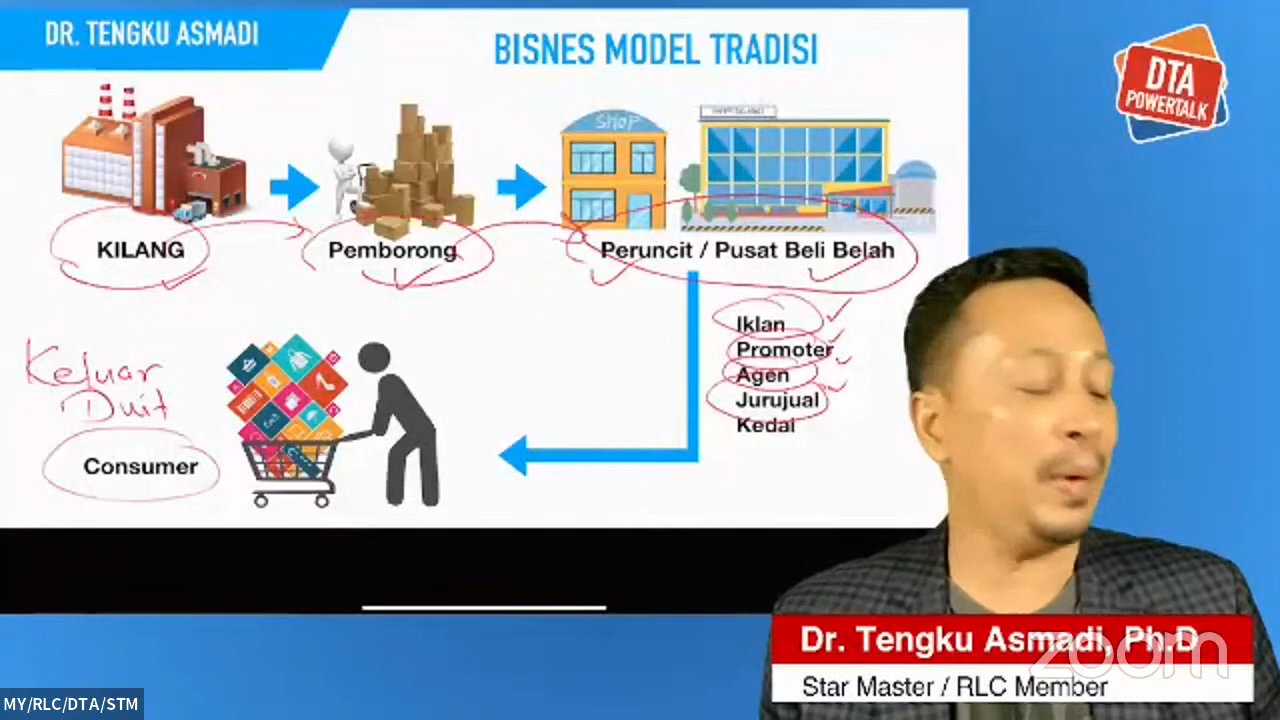 DR. TENGKU ASMADI
BISNES MODEL TRADISI
DTA
POWERTALK
SHOP
KILANG
Pemborong
Peruncit / Pusat Beli Belah
Iklan
Promoter
Agen
Jurujual
Kedai
Keluar
Duit
Consumer
Dr. Tengku Asmadi, Ph.D
zoom
Star Master / RLC Member
MY/RLC/DTA/STM